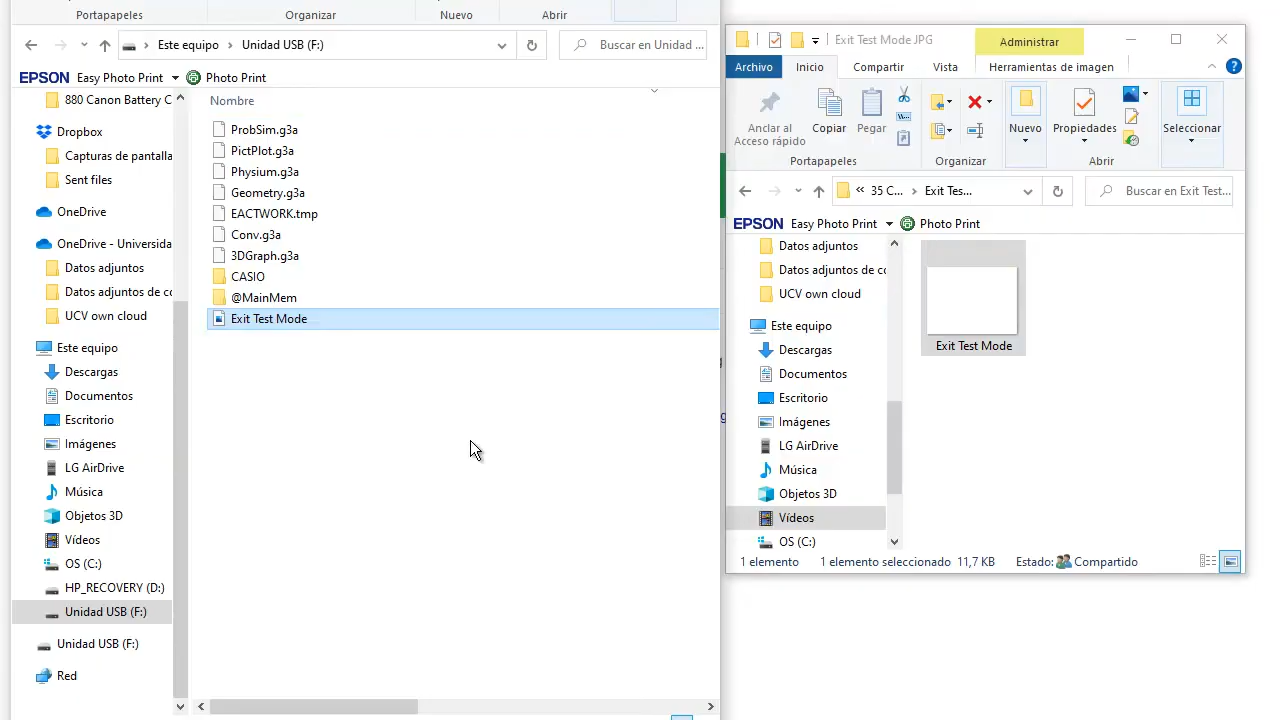 Portapapeles Organizar Nuevo Abrir
Este equipo Unidad USB (F:) Buscar en Unidad ...
EPSON Easy Photo Print Photo Print
880 Canon Battery C
Dropbox
Capturas de pantalla
Sent files
OneDrive
OneDrive - Universida
Datos adjuntos
Datos adjuntos de cc
UCV own cloud
Este equipo
Descargas
Documentos
Escritorio
Imágenes
LG AirDrive
Música
Objetos 3D
Vídeos
OS (C:)
HP_RECOVERY (D:)
Unidad USB (F:)
Unidad USB (F:)
Red
Nombre
ProbSim.g3a
PictPlot.g3a
Physium.g3a
Geometry.g3a
EACTWORK.tmp
Conv.g3a
3DGraph.g3a
CASIO
@MainMem
Exit Test Mode
Exit Test Mode JPG Administrar
Archivo Inicio Compartir Vista Herramientas de imagen
Anclar al
Acceso rápido
Copiar
Pegar
Nuevo
Propiedades
Seleccionar
Portapapeles Organizar Abrir
« 35 C... Exit Tes... Buscar en Exit Test...
EPSON Easy Photo Print Photo Print
Datos adjuntos
Datos adjuntos de cc
UCV own cloud
Este equipo
Descargas
Documentos
Escritorio
Imágenes
LG AirDrive
Música
Objetos 3D
Vídeos
OS (C:)
Exit Test Mode
1 elemento 1 elemento seleccionado 11,7 KB Estado: Compartido